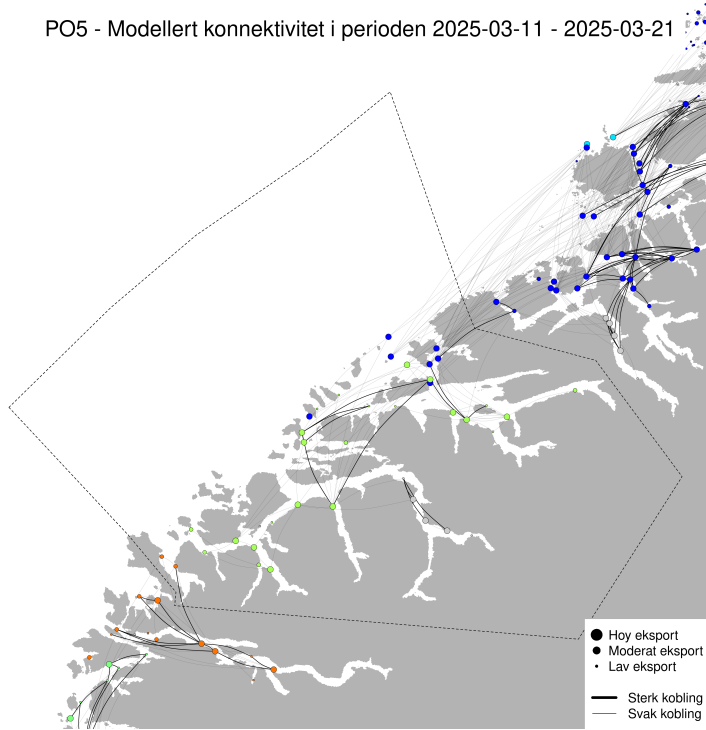 PO5 - Modellert konnektivitet i perioden 2025-03-11 - 2025-03-21
Hoy eksport
Moderat eksport
Lav eksport
Sterk kobling
Svak kobling